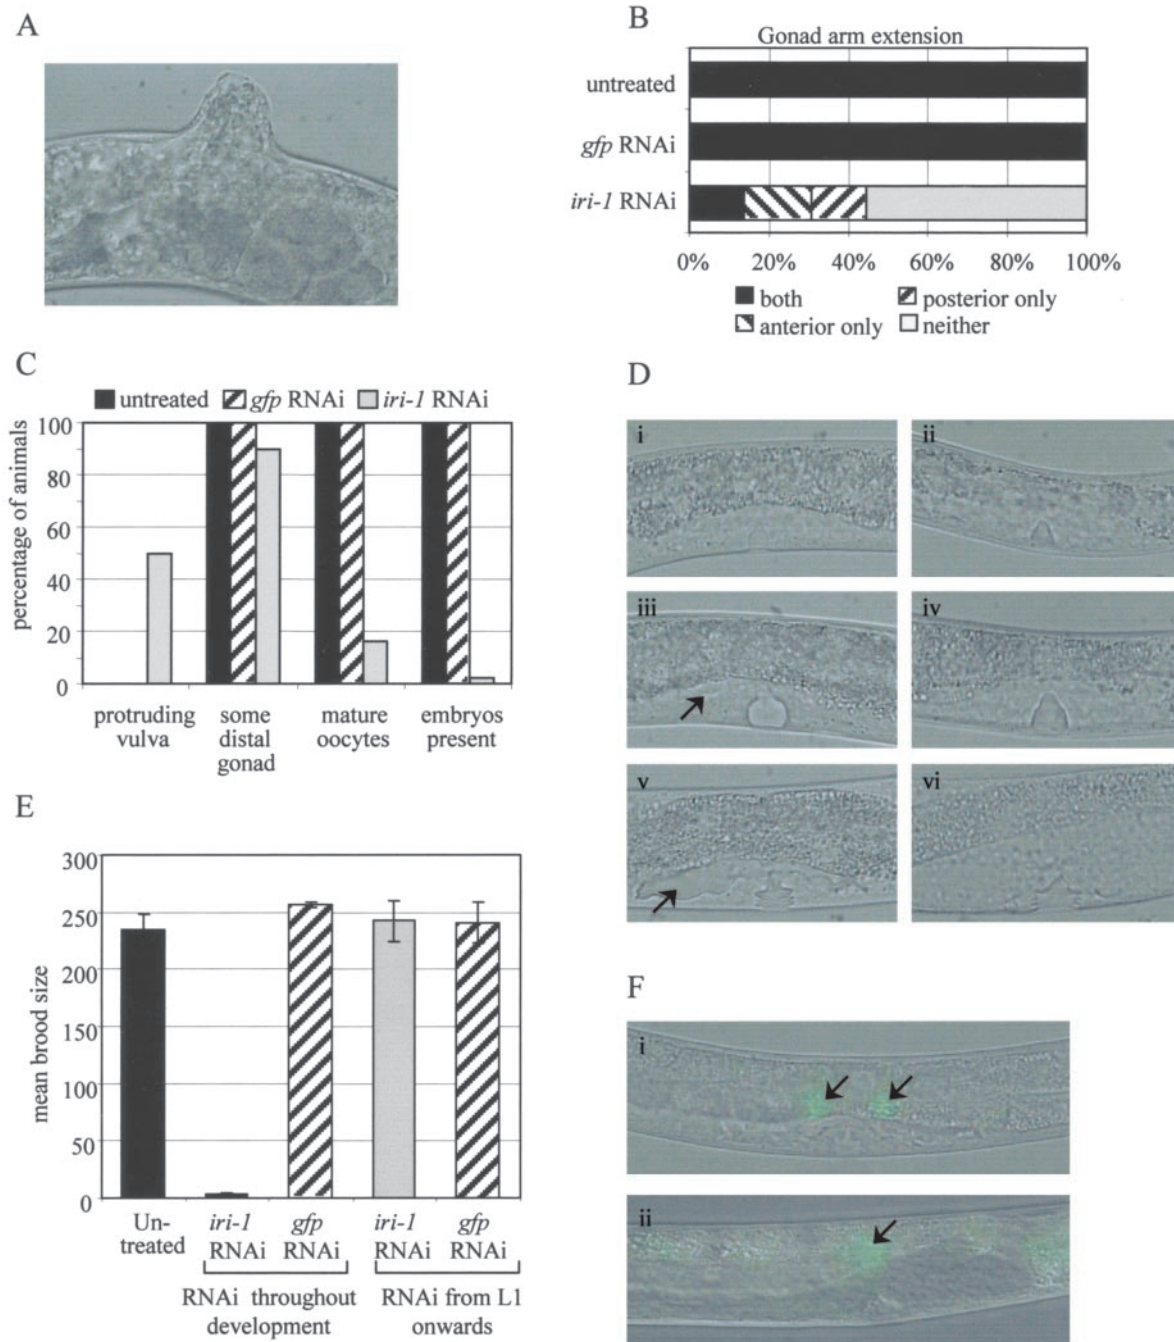 A
B
Gonad arm extension
untreated
gfp RNAi
iri-1 RNAi
0% 20% 40% 60% 80% 100%
both
posterior only
anterior only
neither
C
untreated gfp RNAi iri-1 RNAi
percentage of animals
100
80
60
40
20
0
protruding vulva
some distal gonad
mature oocytes
embryos present
D
i
ii
iii
iv
v
vi
E
mean brood size
300
250
200
150
100
50
0
Un-
treated
iri-1 RNAi
gfp RNAi
iri-1 RNAi
gfp RNAi
RNAi throughout
development
RNAi from L1
onwards
F
i
ii